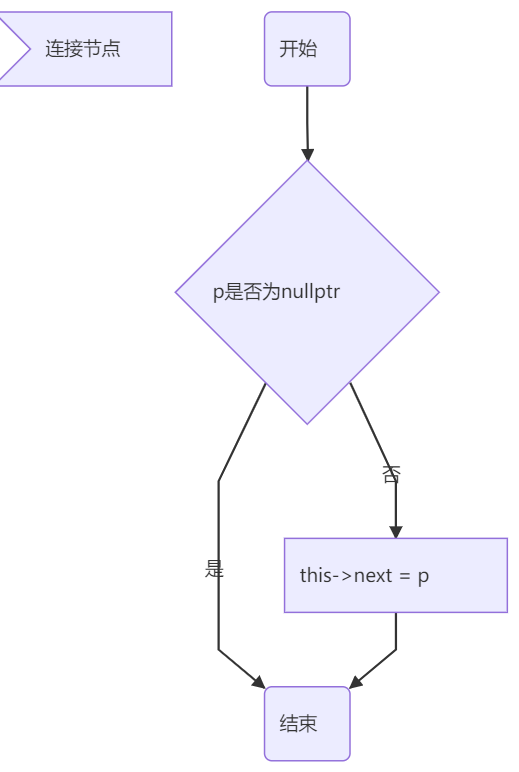 连接节点
开始
p是否为nullptr
否
是
this->next = p
结束